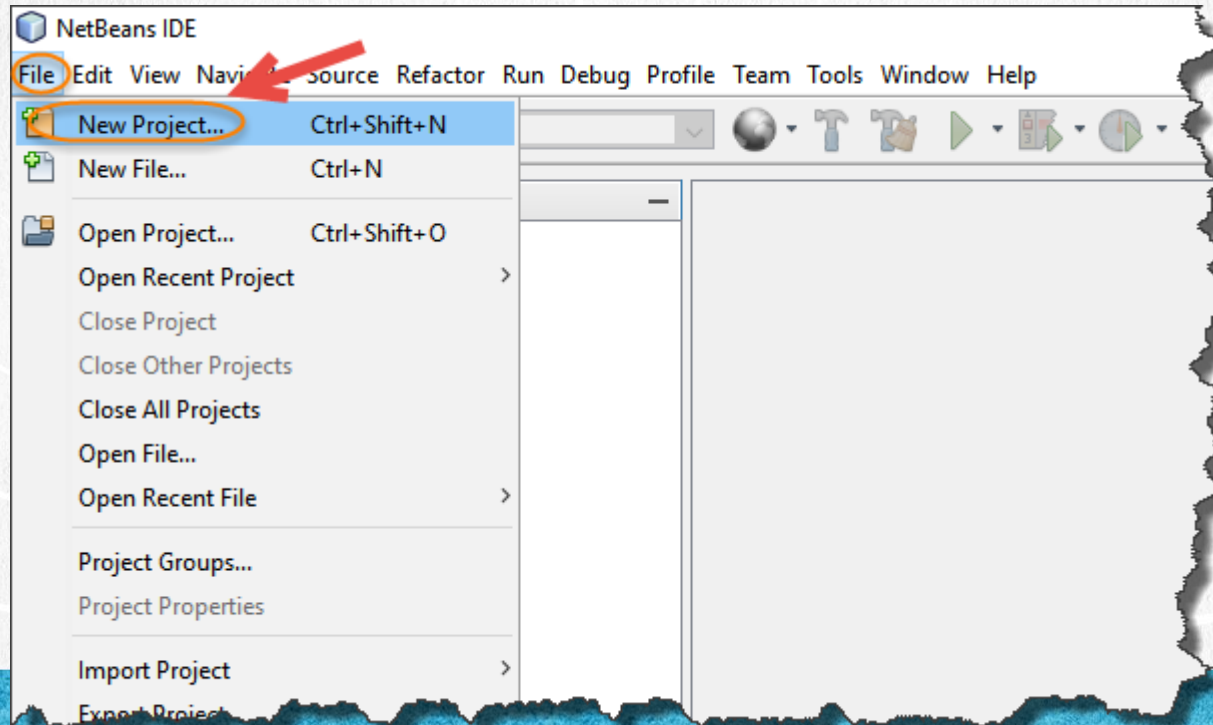 NetBeans IDE
File Edit View Source Refactor Run Debug Profile Team Tools Window Help
New Project... Ctrl+Shift+N
New File... Ctrl+N
Open Project... Ctrl+Shift+O
Open Recent Project
Close Project
Close Other Projects
Close All Projects
Open File...
Open Recent File
Project Groups...
Project Properties
Import Project
Export Project